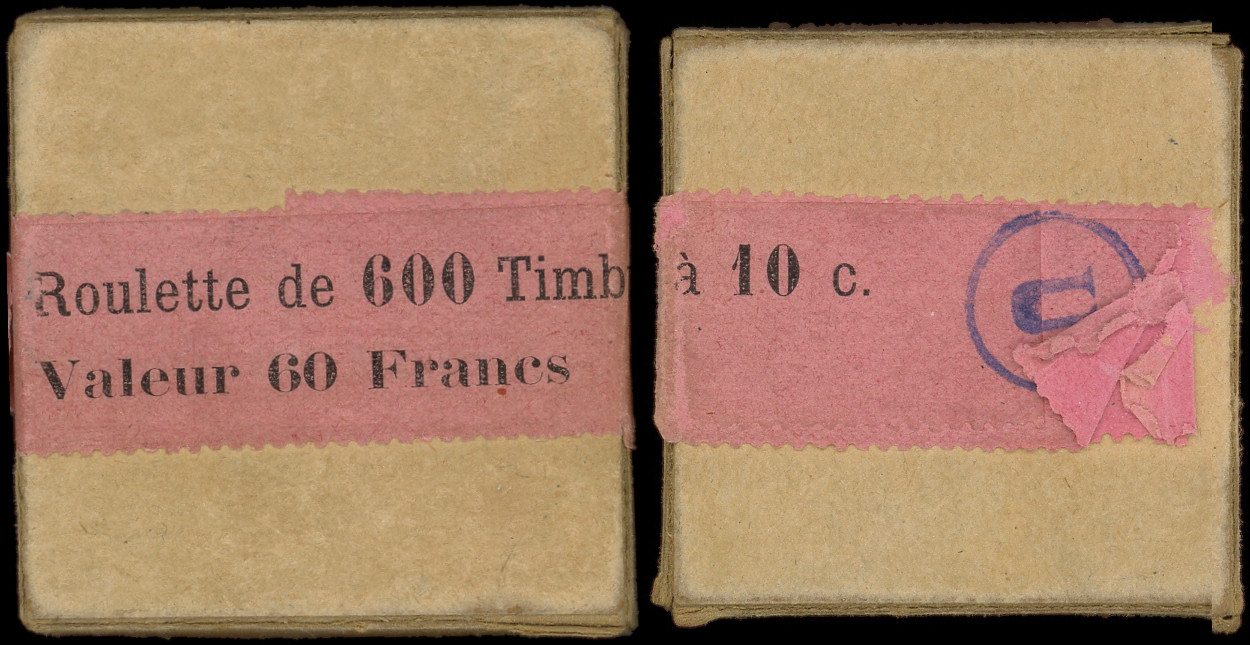 Roulette de 600 Timb
Valeur 60 Francs
à 10 c.
U